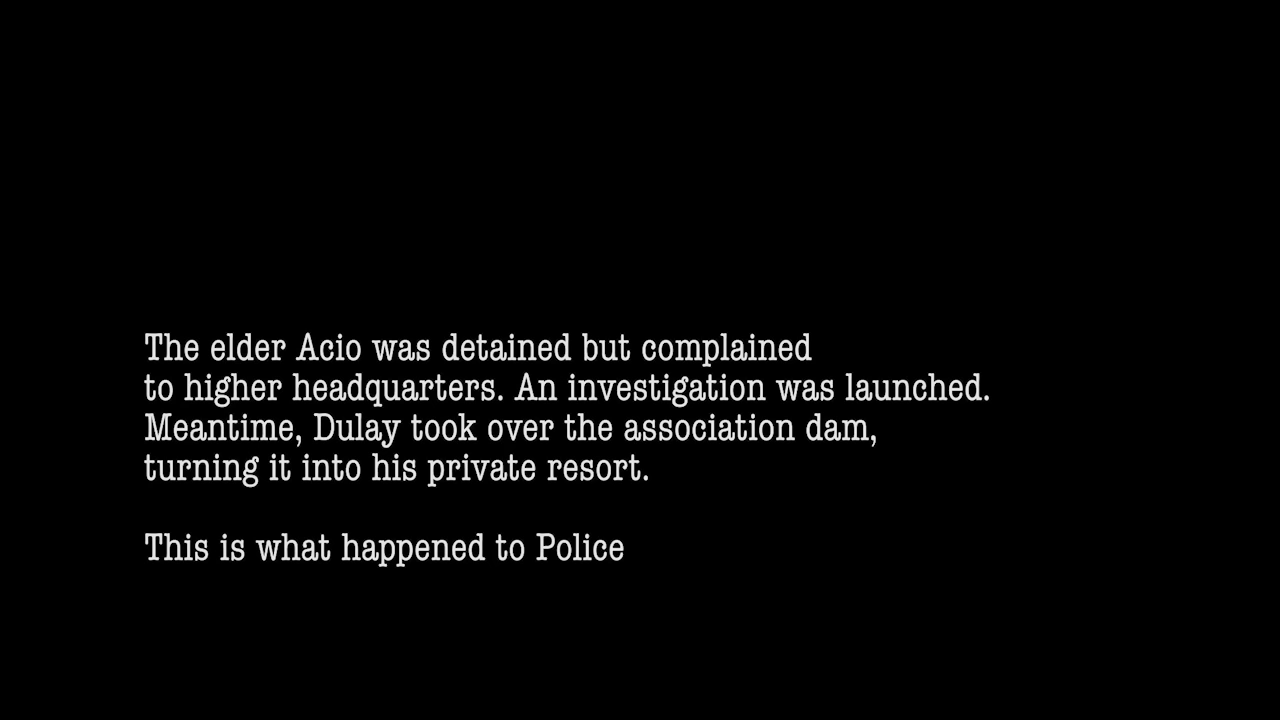 The elder Acio was detained but complained
to higher headquarters. An investigation was launched.
Meantime, Dulay took over the association dam,
turning it into his private resort.
This is what happened to Police